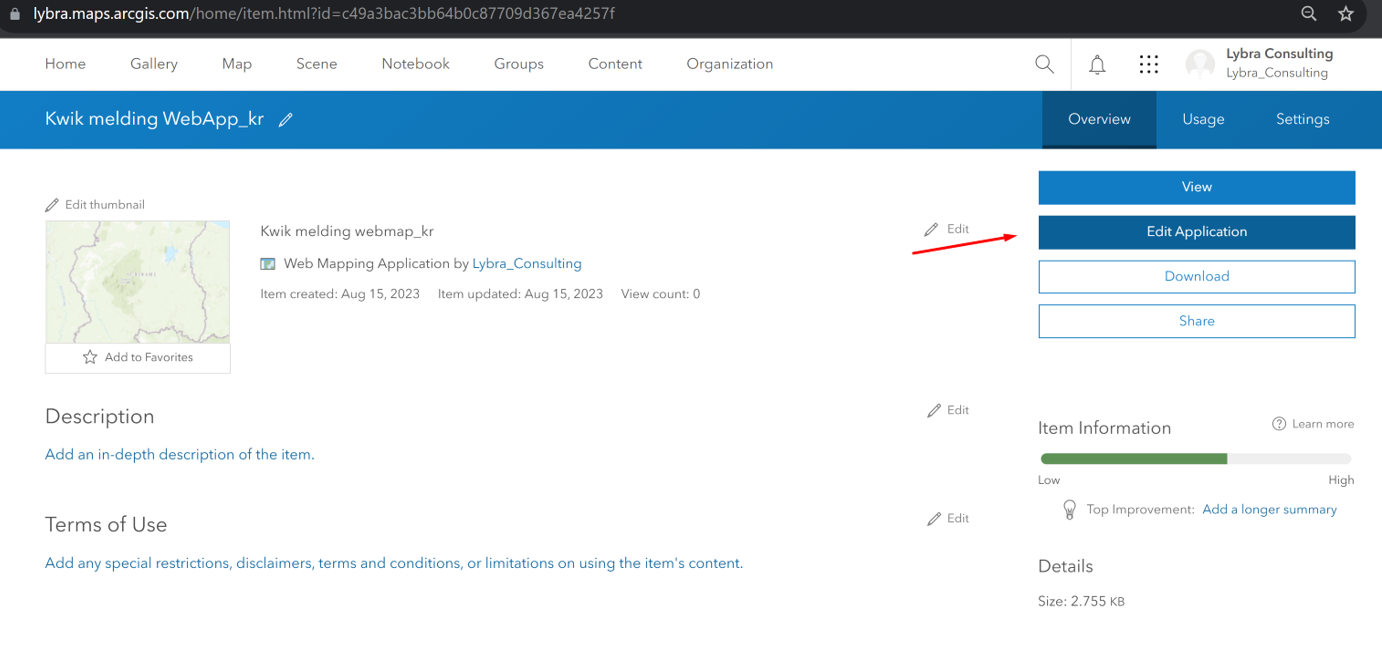 lybra.maps.arcgis.com/home/item.html?id=c49a3bac3bb64b0c87709d367ea4257f
Home Gallery Map Scene Notebook Groups Content Organization
Lybra Consulting
Lybra_Consulting
Kwik melding WebApp_kr
Overview Usage Settings
View
Edit thumbnail
Kwik melding webmap_kr
Edit
Edit Application
Web Mapping Application by Lybra_Consulting
Download
Item created: Aug 15, 2023 Item updated: Aug 15, 2023 View count: 0
Share
Add to Favorites
Description
Edit
Add an in-depth description of the item.
Item Information
Learn more
Low High
Top Improvement: Add a longer summary
Terms of Use
Edit
Add any special restrictions, disclaimers, terms and conditions, or limitations on using the item's content.
Details
Size: 2.755 KB